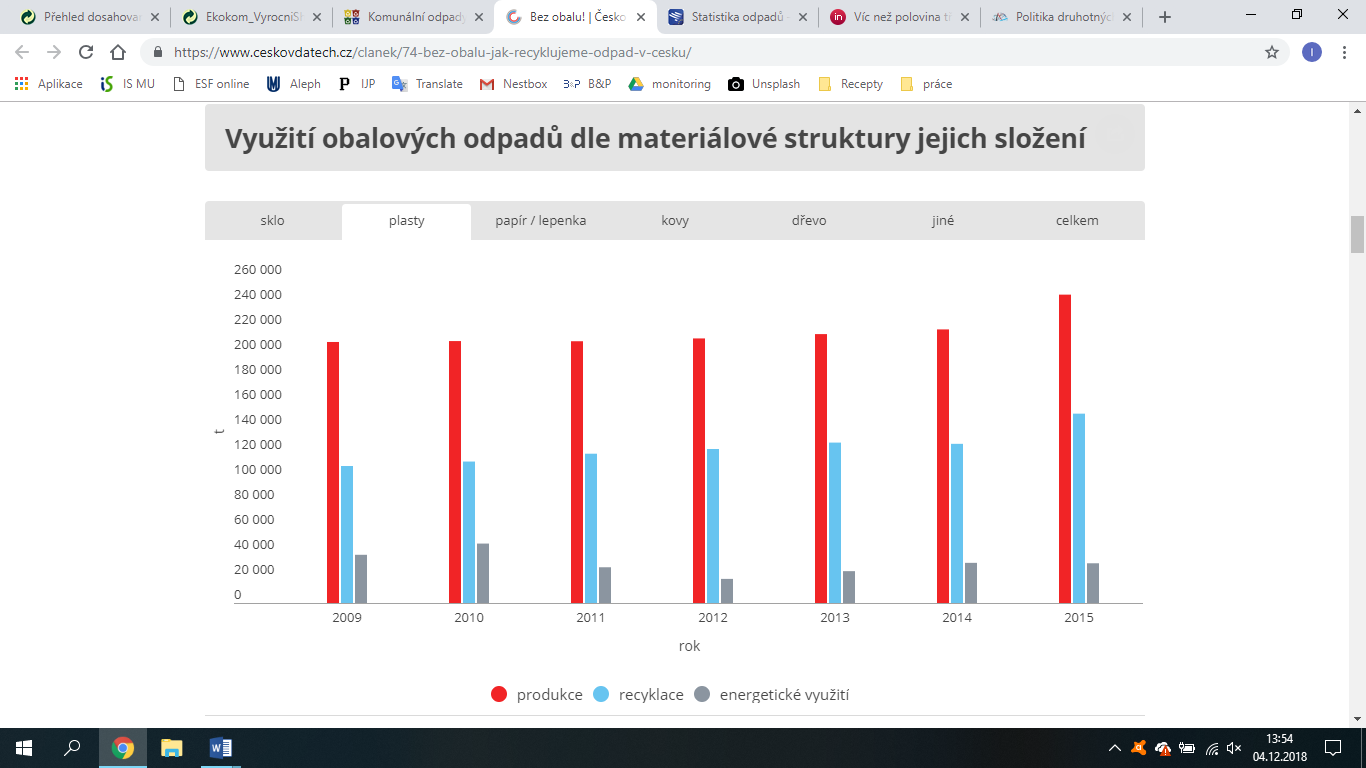 Přehled dosahovan
Ekokom_VyrocniSh
Komunální odpady
Bez obalu! | Česko
Statistika odpadů
Víc než polovina tř
Politika druhotnýc
https://www.ceskovdatech.cz/clanek/74-bez-obalu-jak-recyklujeme-odpad-v-cesku/
I
Aplikace
IS MU
ESF online
Aleph
P IJP
Translate
Nestbox
B&P B&P
monitoring
Unsplash
Recepty
práce
Využití obalových odpadů dle materiálové struktury jejich složení
sklo plasty papír / lepenka kovy dřevo jiné celkem
260 000
240 000
220 000
200 000
180 000
160 000
140 000
120 000
100 000
80 000
60 000
40 000
20 000
0
t
2009 2010 2011 2012 2013 2014 2015
rok
produkce recyklace energetické využití
13:54
04.12.2018